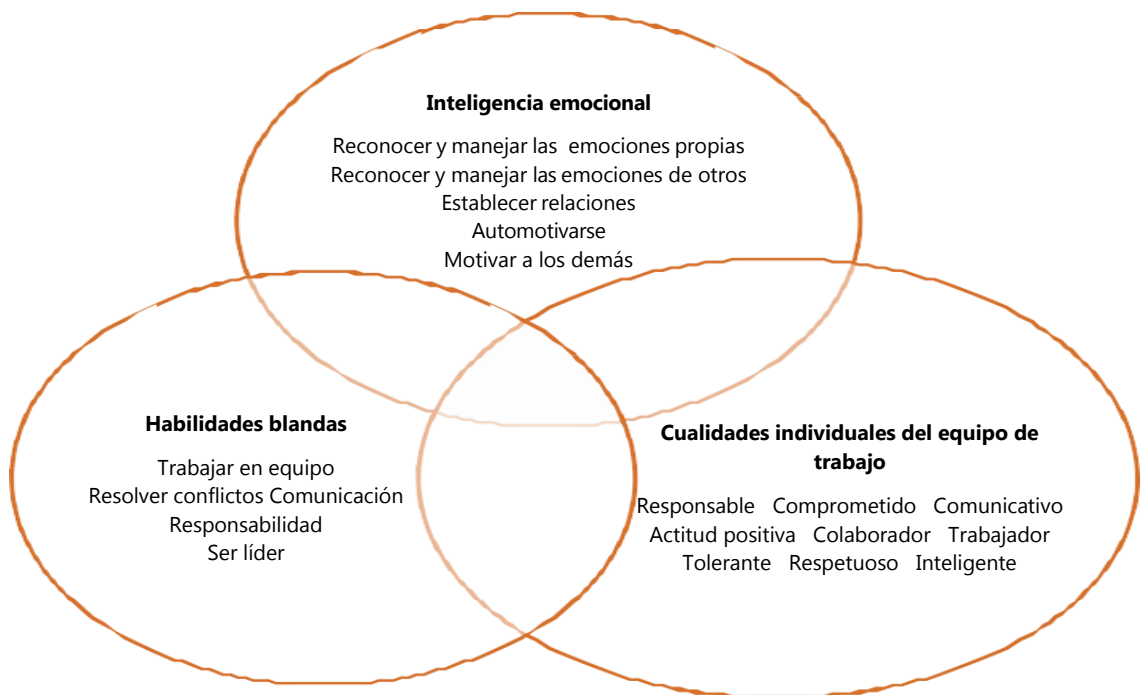 Inteligencia emocional
Reconocer y manejar las emociones propias
Reconocer y manejar las emociones de otros
Establecer relaciones
Automotivarse
Motivar a los demás
Habilidades blandas
Trabajar en equipo
Resolver conflictos Comunicación
Responsabilidad
Ser líder
Cualidades individuales del equipo de
trabajo
Responsable Comprometido Comunicativo
Actitud positiva Colaborador Trabajador
Tolerante Respetuoso Inteligente